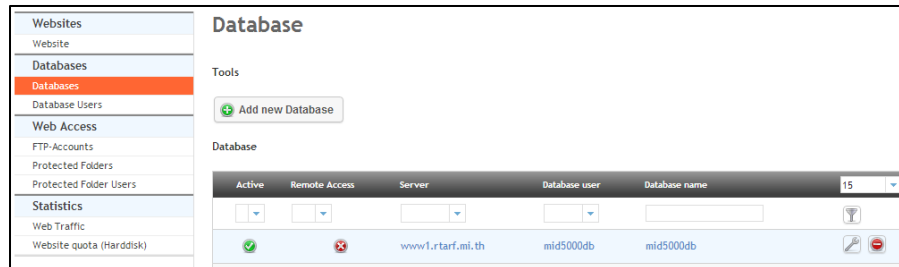 Websites
Website
Databases
Databases
Database Users
Web Access
FTP-Accounts
Protected Folders
Protected Folder Users
Statistics
Web Traffic
Website quota (Harddisk)
Database
Tools
Add new Database
Database
Active Remote Access Server Database user Database name 15
www1.rtarf.mi.th mid5000db mid5000db